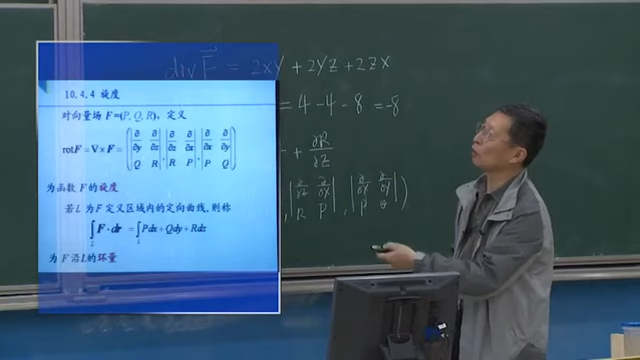 div F⃗ = 2xy + 2yz + 2zx
= 4 - 4 - 8 = -8
+ ∂R/∂z
, |∂/∂z ∂/∂x; R P| , |∂/∂x ∂/∂y; P Q| )
10.4.4 旋度
对向量场 F=(P, Q, R), 定义
rotF = ∇ × F = ( |∂/∂y ∂/∂z; Q R| , |∂/∂z ∂/∂x; R P| , |∂/∂x ∂/∂y; P Q| )
为函数 F 的旋度
若 L 为 F 定义区域内的定向曲线, 则称
∫_L F · dr = ∫_L Pdx + Qdy + Rdz
为 F 沿 L 的环量